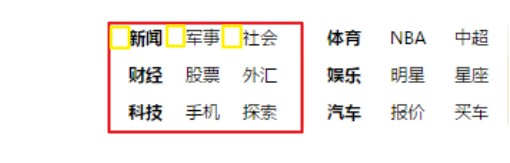 新闻 军事 社会 体育 NBA 中超
财经 股票 外汇 娱乐 明星 星座
科技 手机 探索 汽车 报价 买车